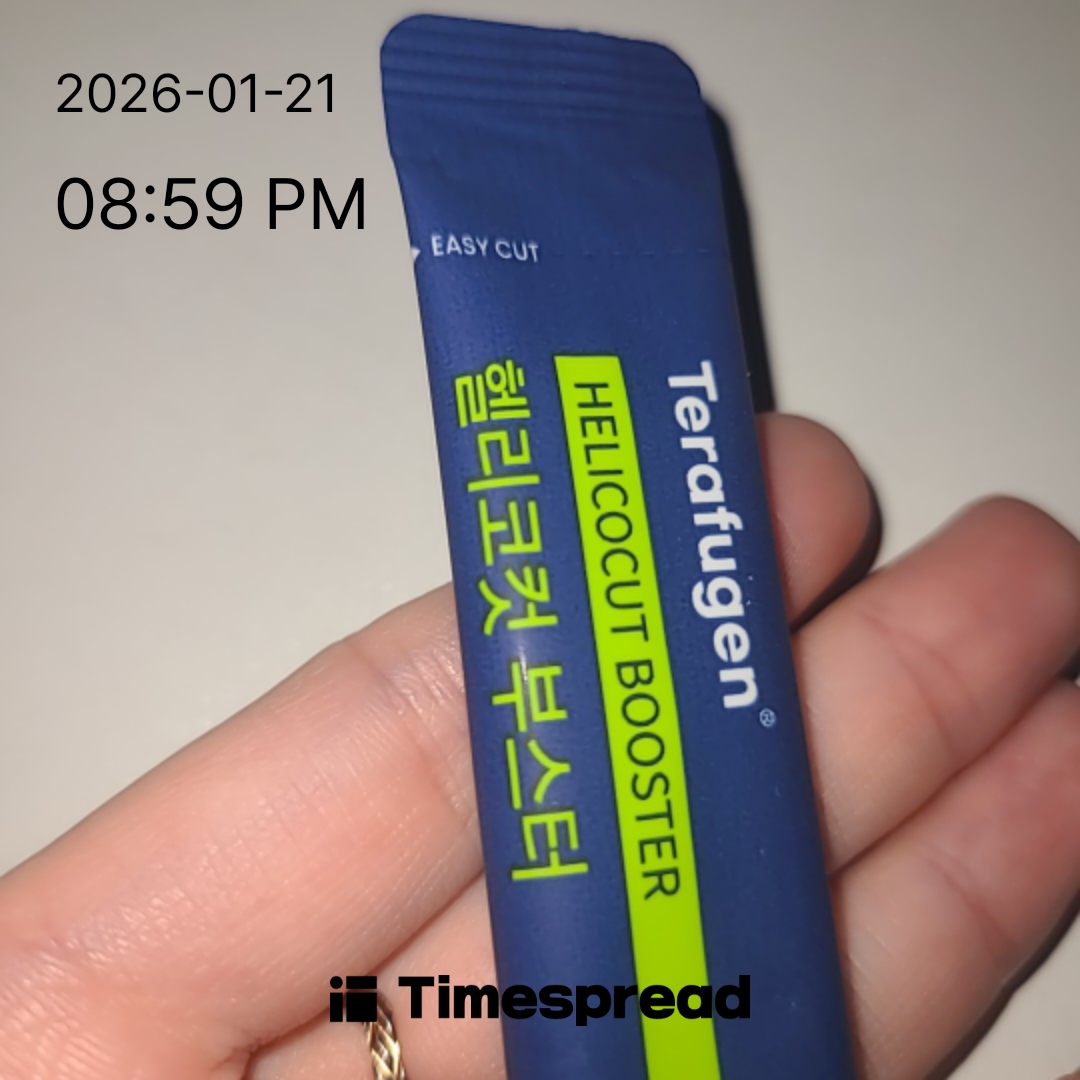 2026-01-21
08:59 PM
EASY CUT
Terafugen®
HELICOCUT BOOSTER
헬리코컷 부스터
Timespread